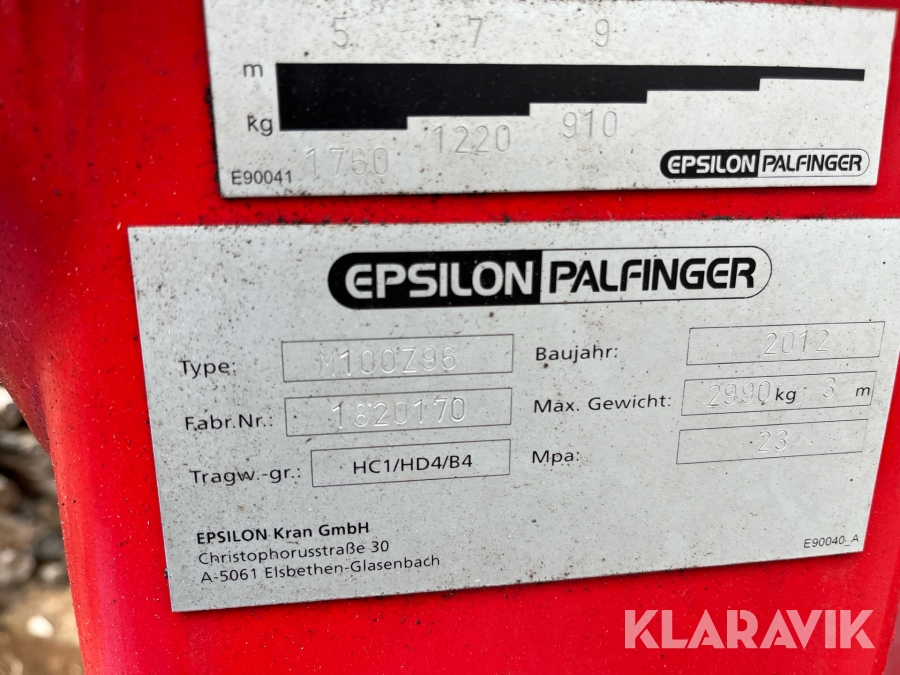 5 7 9
m
kg
1760 1220 910
E90041
EPSILON PALFINGER
EPSILON PALFINGER
Type: M100Z96
Baujahr: 2012
Fabr.Nr.: 1620170
Max. Gewicht: 2990 kg 3 m
Tragw.-gr.: HC1/HD4/B4
Mpa: 23
EPSILON Kran GmbH
Christophorusstraße 30
A-5061 Elsbethen-Glasenbach
E90040_A
KLARAVIK